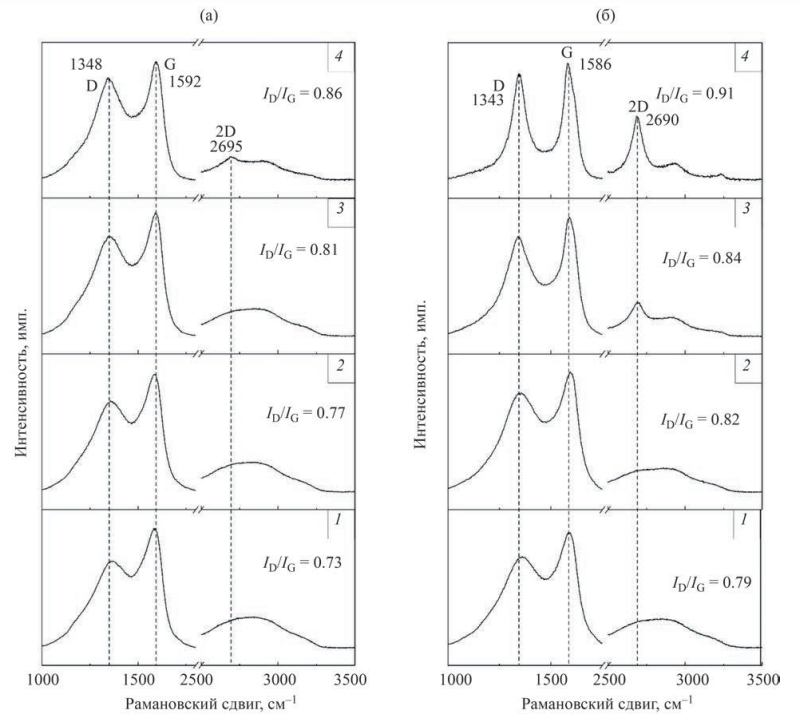 (а)
4
1348
D
G
1592
I_D/I_G = 0.86
2D
2695
3
I_D/I_G = 0.81
2
I_D/I_G = 0.77
1
I_D/I_G = 0.73
1000 1500 2500 3000 3500
Рамановский сдвиг, см⁻¹
Интенсивность, имп.
(б)
4
G
1586
D
1343
I_D/I_G = 0.91
2D
2690
3
I_D/I_G = 0.84
2
I_D/I_G = 0.82
1
I_D/I_G = 0.79
1000 1500 2500 3000 3500
Рамановский сдвиг, см⁻¹
Интенсивность, имп.